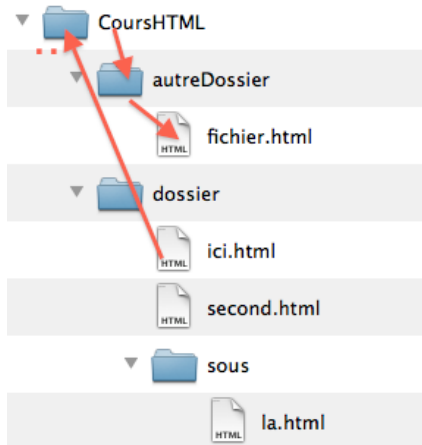 CoursHTML
..
autreDossier
HTML fichier.html
dossier
HTML ici.html
HTML second.html
sous
HTML la.html